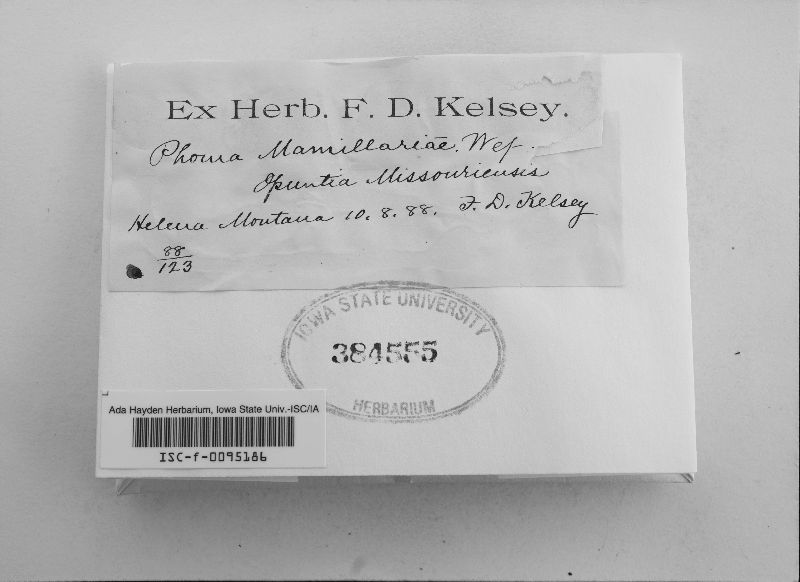 Ex Herb. F. D. Kelsey.
Phoma Mamillariae. Wef.
Opuntia Missouriensis
Helena Montana 10. 8. 88. F. D. Kelsey
88
123
IOWA STATE UNIVERSITY
384555
HERBARIUM
Ada Hayden Herbarium, Iowa State Univ.-ISC/IA
ISC-f-0095186